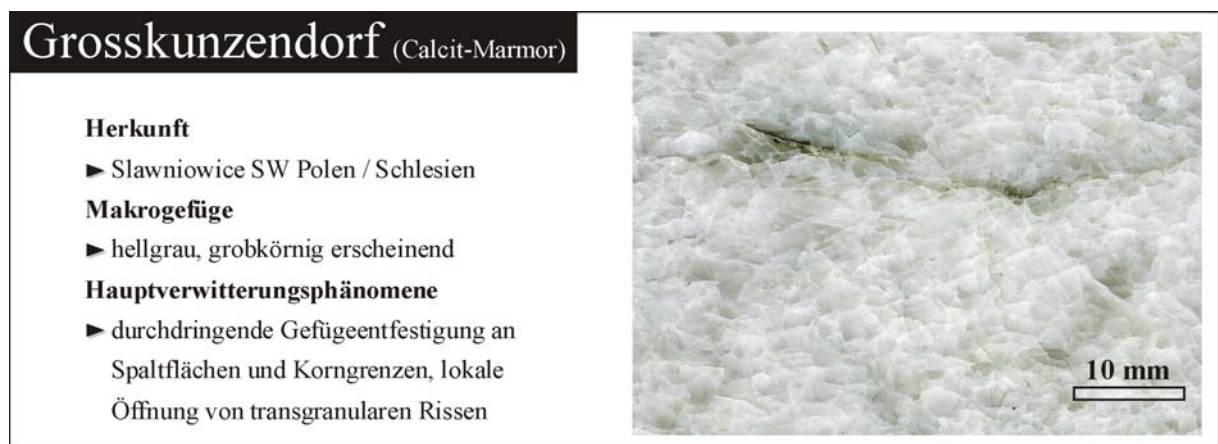 Grosskunzendorf (Calcit-Marmor)
Herkunft
► Slawniowice SW Polen / Schlesien
Makrogefüge
► hellgrau, grobkörnig erscheinend
Hauptverwitterungsphänomene
► durchdringende Gefügeentfestigung an
Spaltflächen und Korngrenzen, lokale
Öffnung von transgranularen Rissen
10 mm